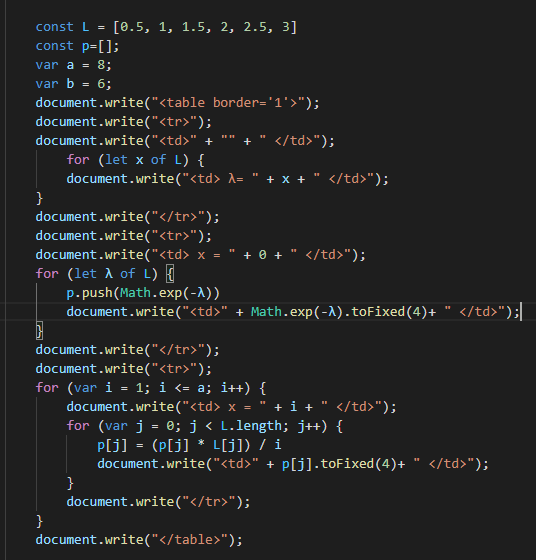 const L = [0.5, 1, 1.5, 2, 2.5, 3]
const p=[];
var a = 8;
var b = 6;
document.write("<table border='1'>");
document.write("<tr>");
document.write("<td>" + "" + " </td>");
for (let x of L) {
document.write("<td> λ= " + x + " </td>");
}
document.write("</tr>");
document.write("<tr>");
document.write("<td> x = " + 0 + " </td>");
for (let λ of L) {
p.push(Math.exp(-λ))
document.write("<td>" + Math.exp(-λ).toFixed(4)+ " </td>");
}
document.write("</tr>");
document.write("<tr>");
for (var i = 1; i <= a; i++) {
document.write("<td> x = " + i + " </td>");
for (var j = 0; j < L.length; j++) {
p[j] = (p[j] * L[j]) / i
document.write("<td>" + p[j].toFixed(4)+ " </td>");
}
document.write("</tr>");
}
document.write("</table>");